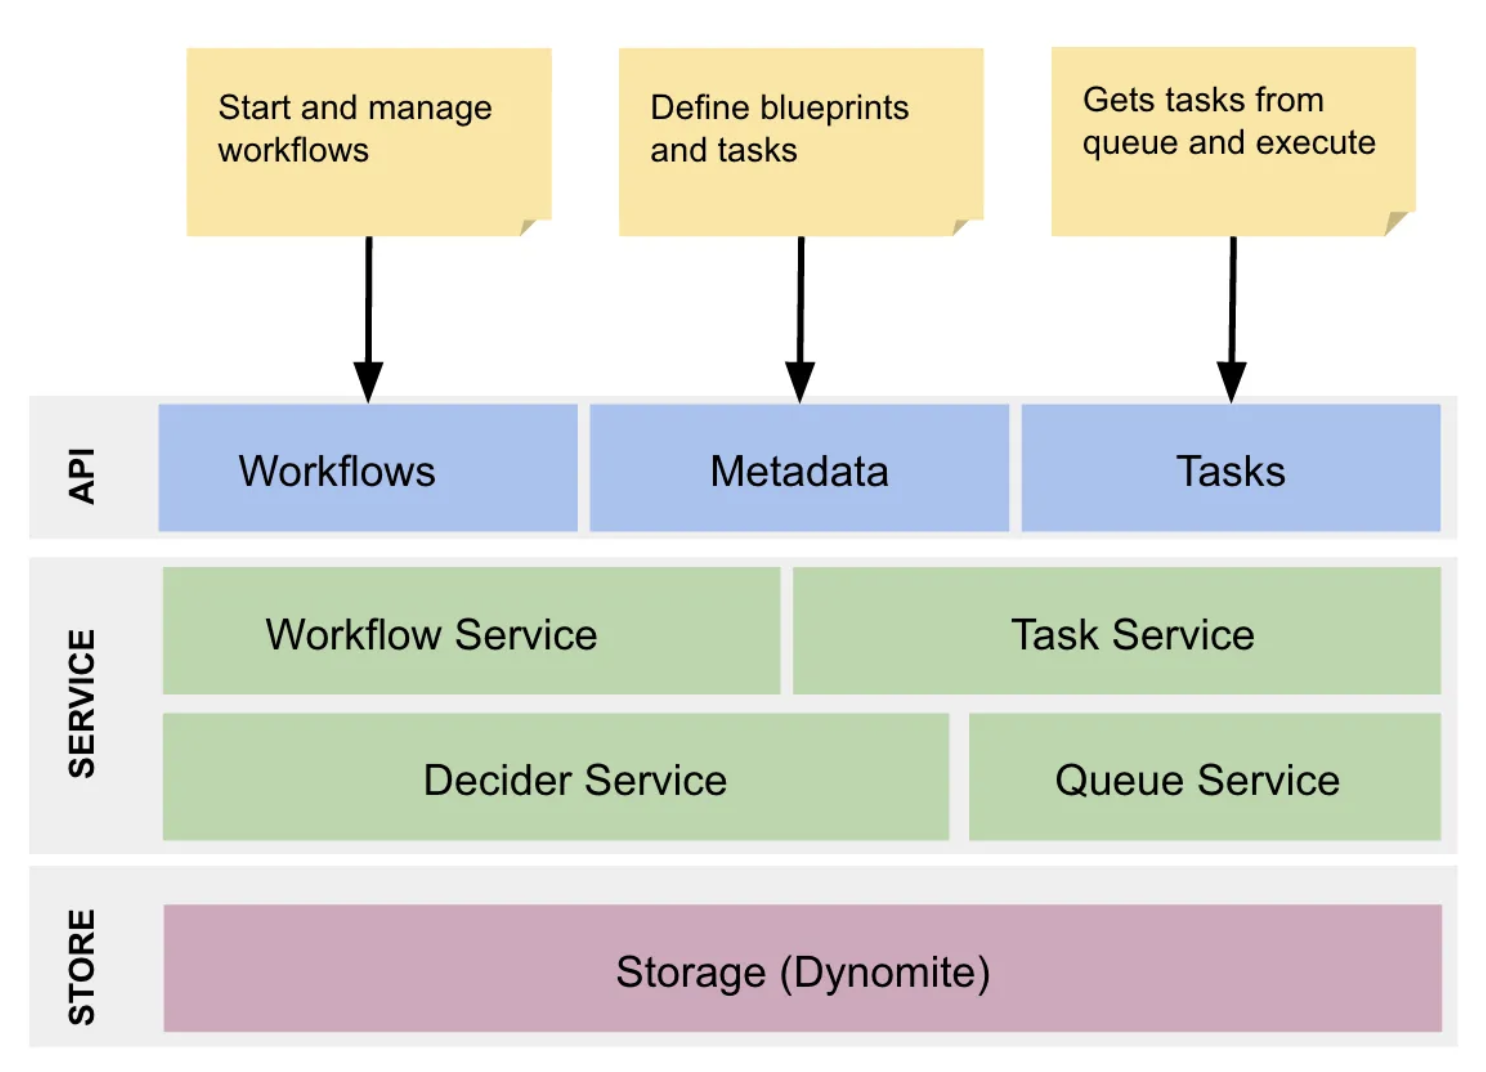 Start and manage
workflows
Define blueprints
and tasks
Gets tasks from
queue and execute
API
Workflows
Metadata
Tasks
SERVICE
Workflow Service
Task Service
Decider Service
Queue Service
STORE
Storage (Dynomite)